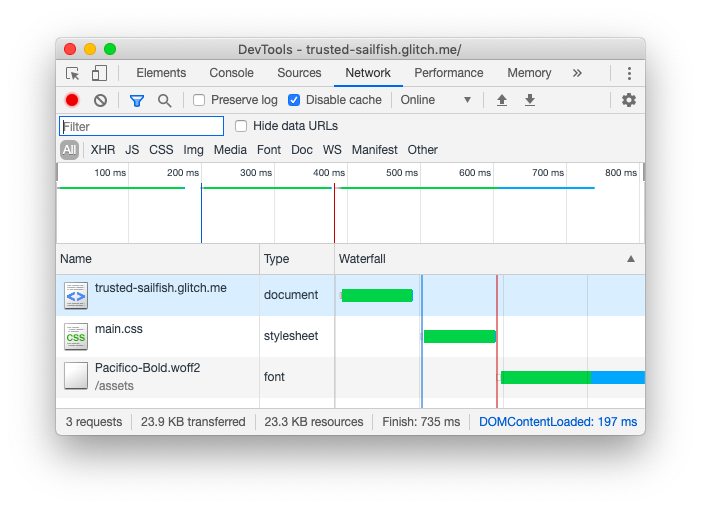 DevTools - trusted-sailfish.glitch.me/
Elements Console Sources Network Performance Memory »
Preserve log Disable cache Online
Filter Hide data URLs
All XHR JS CSS Img Media Font Doc WS Manifest Other
100 ms 200 ms 300 ms 400 ms 500 ms 600 ms 700 ms 800 ms
Name Type Waterfall
trusted-sailfish.glitch.me document
CSS main.css stylesheet
Pacifico-Bold.woff2 font
/assets
3 requests 23.9 KB transferred 23.3 KB resources Finish: 735 ms DOMContentLoaded: 197 ms